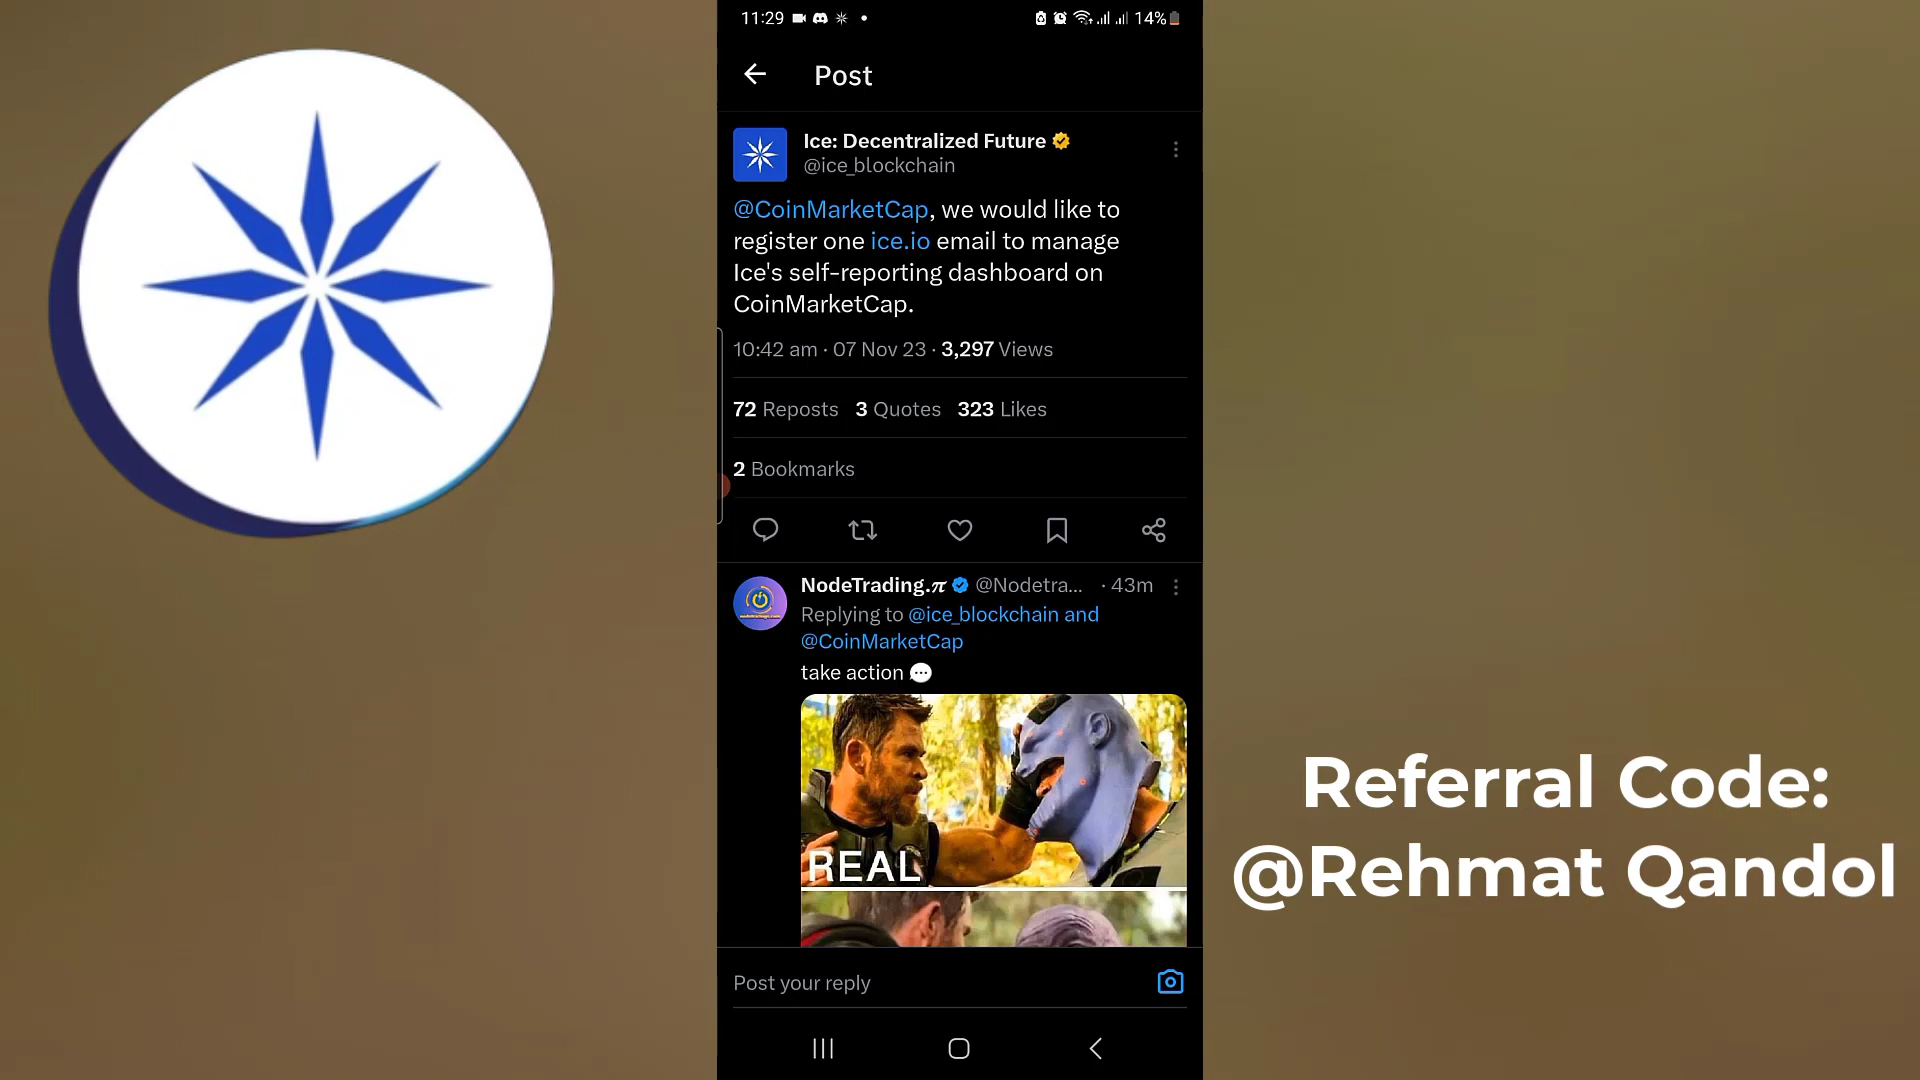 11:29
14%
Post
Ice: Decentralized Future
@ice_blockchain
@CoinMarketCap, we would like to
register one ice.io email to manage
Ice's self-reporting dashboard on
CoinMarketCap.
10:42 am · 07 Nov 23 · 3,297 Views
72 Reposts 3 Quotes 323 Likes
2 Bookmarks
NodeTrading.π @Nodetra... · 43m
Replying to @ice_blockchain and
@CoinMarketCap
take action
REAL
Post your reply
Referral Code:
@Rehmat Qandol